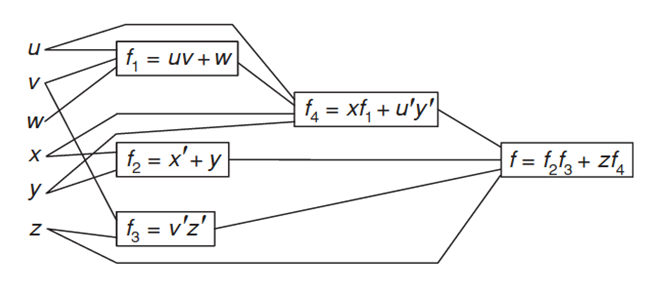 u
v
w
x
y
z
f₁ = uv + w
f₂ = x′ + y
f₃ = v′z′
f₄ = xf₁ + u′y′
f = f₂f₃ + zf₄